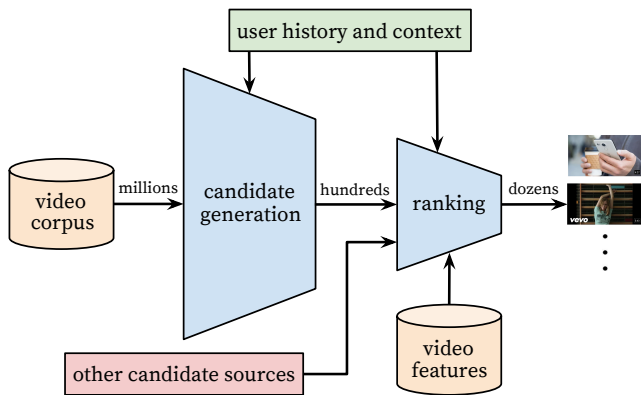 user history and context
video
corpus
millions
candidate
generation
hundreds
ranking
dozens
vevo
video
features
other candidate sources